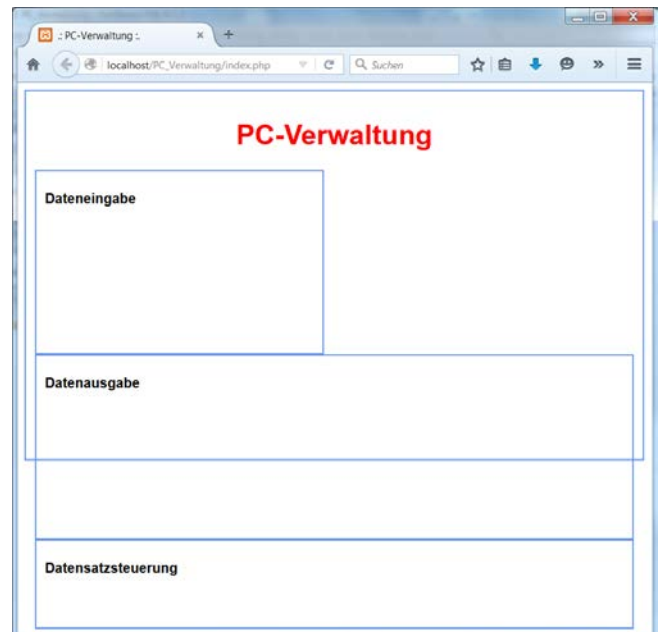 .: PC-Verwaltung :.
localhost/PC_Verwaltung/index.php
Suchen
PC-Verwaltung
Dateneingabe
Datenausgabe
Datensatzsteuerung